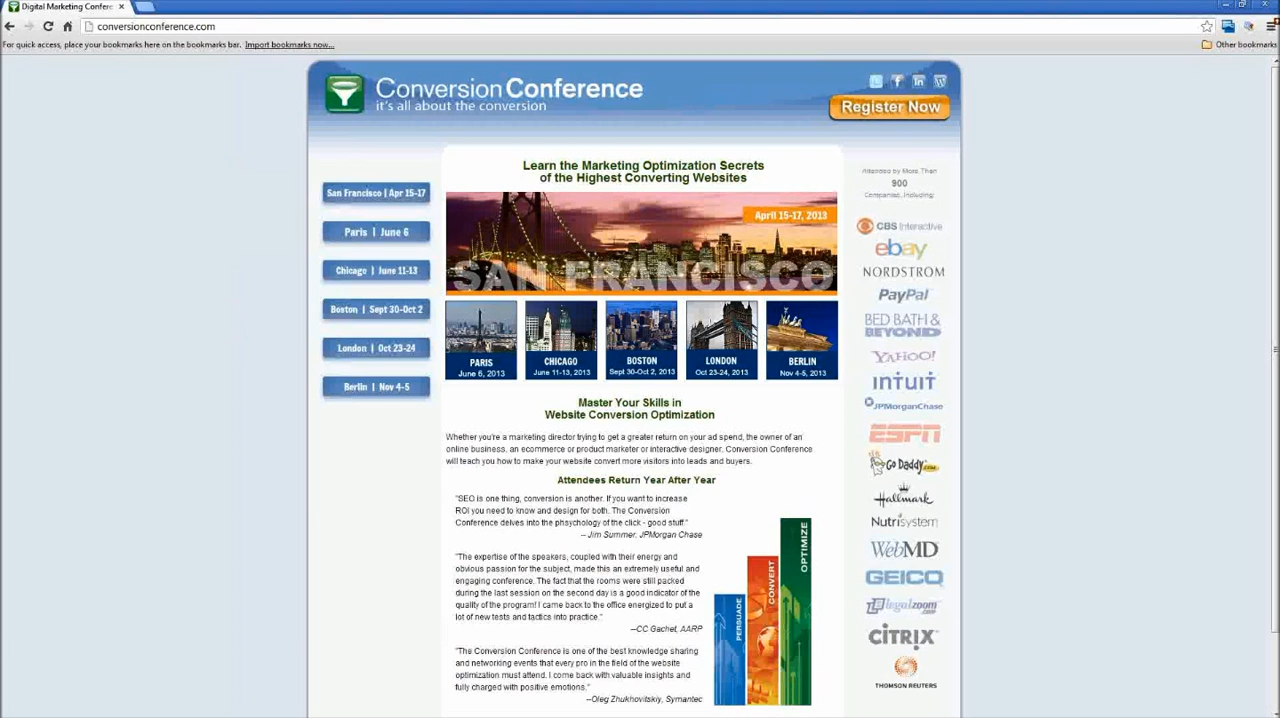 Digital Marketing Confere
conversionconference.com
For quick access, place your bookmarks here on the bookmarks bar. Import bookmarks now...
Other bookmarks
ConversionConference
it's all about the conversion
Register Now
San Francisco | Apr 15-17
Paris | June 6
Chicago | June 11-13
Boston | Sept 30-Oct 2
London | Oct 23-24
Berlin | Nov 4-5
Learn the Marketing Optimization Secrets
of the Highest Converting Websites
April 15-17, 2013
SAN FRANCISCO
PARIS
June 6, 2013
CHICAGO
June 11-13, 2013
BOSTON
Sept 30-Oct 2, 2013
LONDON
Oct 23-24, 2013
BERLIN
Nov 4-5, 2013
Master Your Skills in
Website Conversion Optimization
Whether you're a marketing director trying to get a greater return on your ad spend, the owner of an
online business, an ecommerce or product marketer or interactive designer. Conversion Conference
will teach you how to make your website convert more visitors into leads and buyers.
Attendees Return Year After Year
"SEO is one thing, conversion is another. If you want to increase
ROI you need to know and design for both. The Conversion
Conference delves into the phsychology of the click - good stuff."
-- Jim Summer. JPMorgan Chase
"The expertise of the speakers, coupled with their energy and
obvious passion for the subject, made this an extremely useful and
engaging conference. The fact that the rooms were still packed
during the last session on the second day is a good indicator of the
quality of the program! I came back to the office energized to put a
lot of new tests and tactics into practice."
--CC Gachet, AARP
"The Conversion Conference is one of the best knowledge sharing
and networking events that every pro in the field of the website
optimization must attend. I come back with valuable insights and
fully charged with positive emotions."
--Oleg Zhukhovitskiy, Symantec
PERSUADE
CONVERT
OPTIMIZE
Attended by More Than
900
Companies, Including:
CBS Interactive
ebay
NORDSTROM
PayPal
BED BATH &
BEYOND
YAHOO!
INTUIT
JPMorganChase
ESPN
Go Daddy.com
Hallmark
Nutrisystem
WebMD
GEICO
legalzoom
CITRIX
THOMSON REUTERS